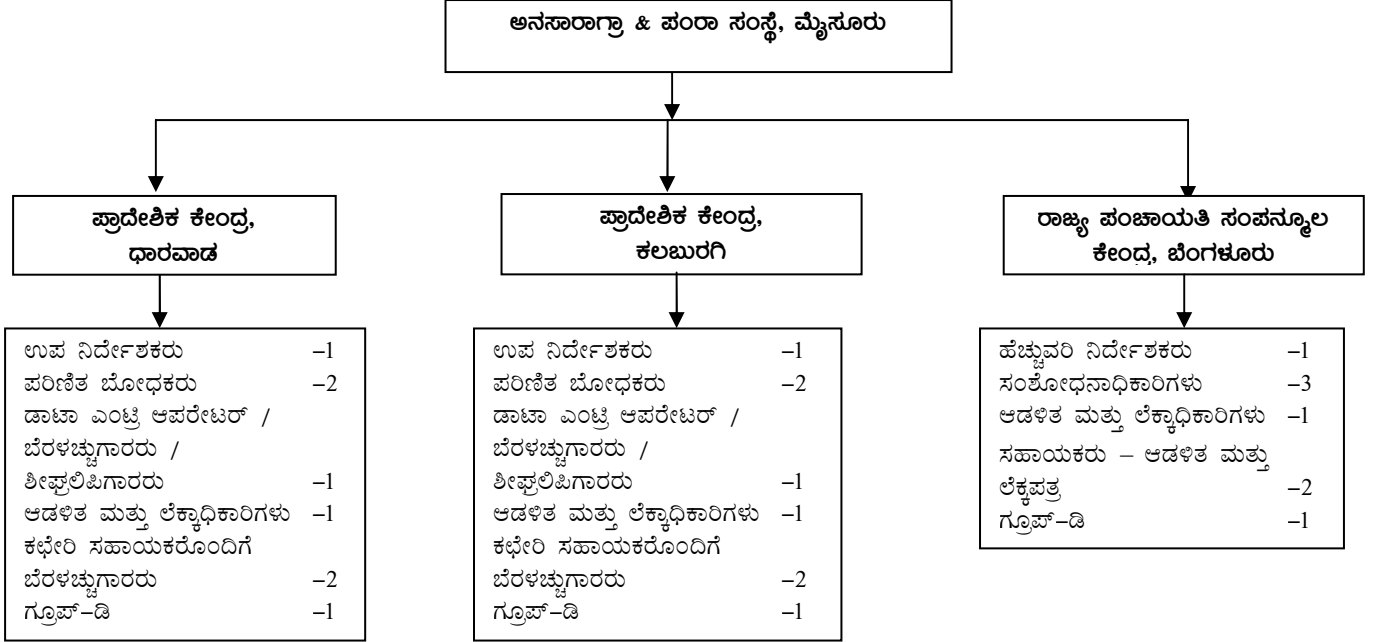 ಅನಸಾರಾಗ್ರಾ & ಪಂರಾ ಸಂಸ್ಥೆ, ಮೈಸೂರು
ಪ್ರಾದೇಶಿಕ ಕೇಂದ್ರ,
ಧಾರವಾಡ
ಪ್ರಾದೇಶಿಕ ಕೇಂದ್ರ,
ಕಲಬುರಗಿ
ರಾಜ್ಯ ಪಂಚಾಯತಿ ಸಂಪನ್ಮೂಲ
ಕೇಂದ್ರ, ಬೆಂಗಳೂರು
ಉಪ ನಿರ್ದೇಶಕರು –1
ಪರಿಣಿತ ಬೋಧಕರು –2
ಡಾಟಾ ಎಂಟ್ರಿ ಆಪರೇಟರ್ /
ಬೆರಳಚ್ಚುಗಾರರು /
ಶೀಘ್ರಲಿಪಿಗಾರರು –1
ಆಡಳಿತ ಮತ್ತು ಲೆಕ್ಕಾಧಿಕಾರಿಗಳು –1
ಕಛೇರಿ ಸಹಾಯಕರೊಂದಿಗೆ
ಬೆರಳಚ್ಚುಗಾರರು –2
ಗ್ರೂಪ್–ಡಿ –1
ಉಪ ನಿರ್ದೇಶಕರು –1
ಪರಿಣಿತ ಬೋಧಕರು –2
ಡಾಟಾ ಎಂಟ್ರಿ ಆಪರೇಟರ್ /
ಬೆರಳಚ್ಚುಗಾರರು /
ಶೀಘ್ರಲಿಪಿಗಾರರು –1
ಆಡಳಿತ ಮತ್ತು ಲೆಕ್ಕಾಧಿಕಾರಿಗಳು –1
ಕಛೇರಿ ಸಹಾಯಕರೊಂದಿಗೆ
ಬೆರಳಚ್ಚುಗಾರರು –2
ಗ್ರೂಪ್–ಡಿ –1
ಹೆಚ್ಚುವರಿ ನಿರ್ದೇಶಕರು –1
ಸಂಶೋಧನಾಧಿಕಾರಿಗಳು –3
ಆಡಳಿತ ಮತ್ತು ಲೆಕ್ಕಾಧಿಕಾರಿಗಳು –1
ಸಹಾಯಕರು – ಆಡಳಿತ ಮತ್ತು
ಲೆಕ್ಕಪತ್ರ –2
ಗ್ರೂಪ್–ಡಿ –1